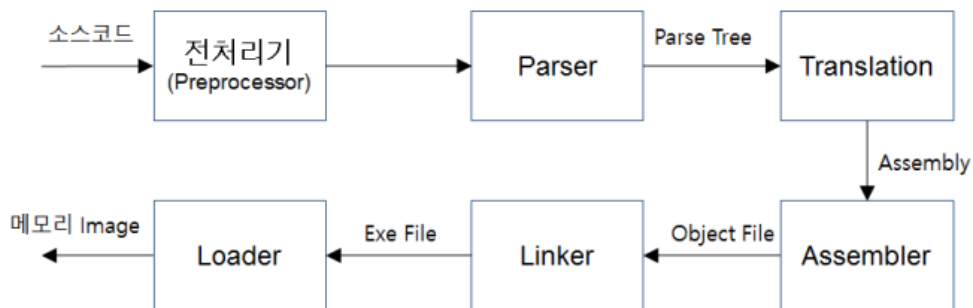 소스코드
전처리기
(Preprocessor)
Parser
Parse Tree
Translation
Assembly
메모리 Image
Loader
Exe File
Linker
Object File
Assembler